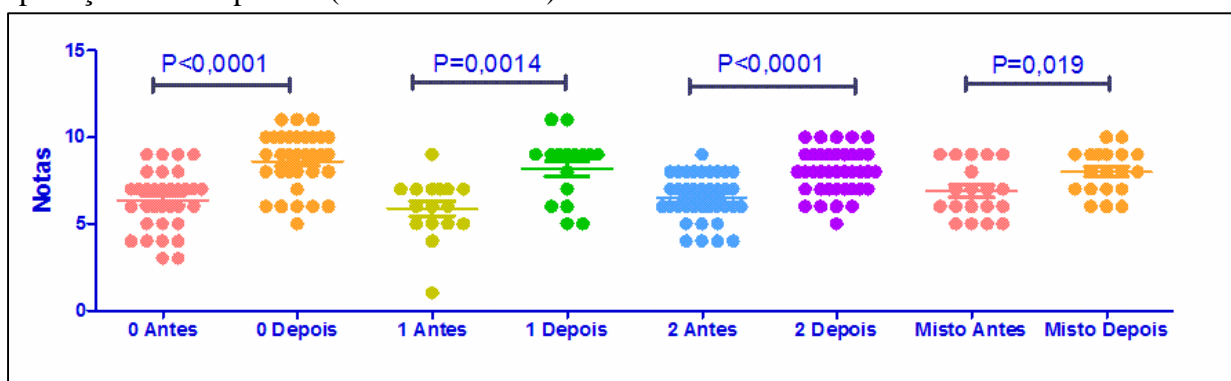 15
P<0,0001
P=0,0014
P<0,0001
P=0,019
10
Notas
5
0
0 Antes
0 Depois
1 Antes
1 Depois
2 Antes
2 Depois
Misto Antes
Misto Depois